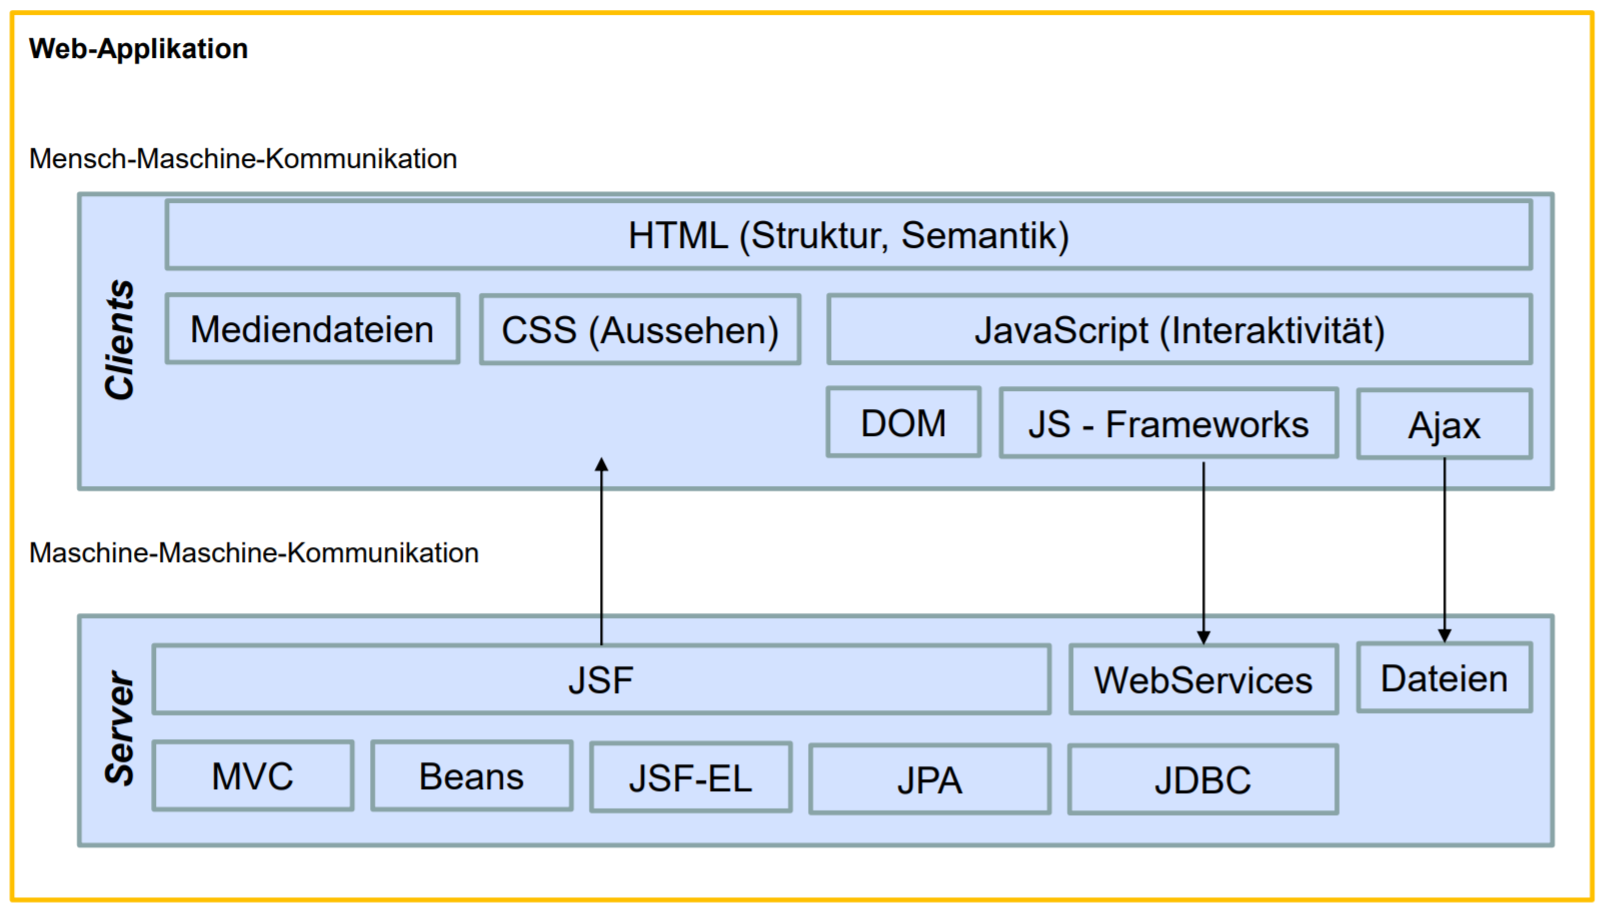 Web-Applikation
Mensch-Maschine-Kommunikation
Clients
HTML (Struktur, Semantik)
Mediendateien
CSS (Aussehen)
JavaScript (Interaktivität)
DOM
JS - Frameworks
Ajax
Maschine-Maschine-Kommunikation
Server
JSF
WebServices
Dateien
MVC
Beans
JSF-EL
JPA
JDBC